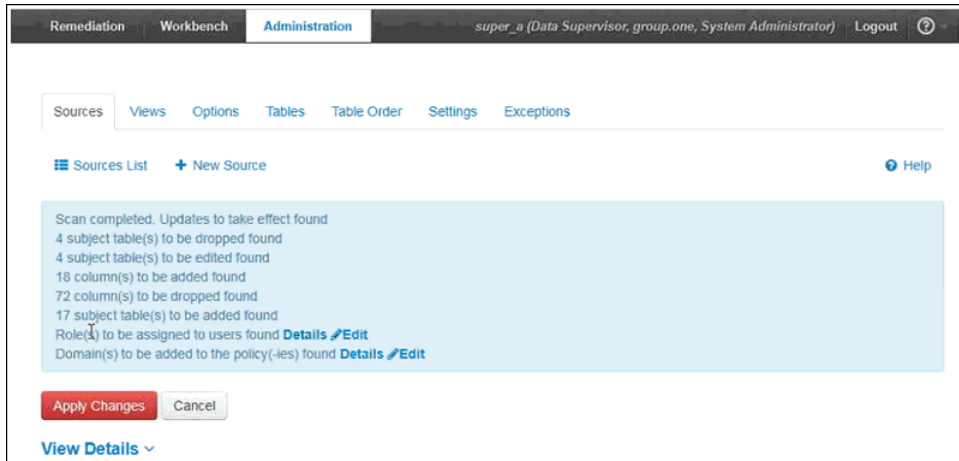 Remediation Workbench Administration super_a (Data Supervisor, group.one, System Administrator) Logout ?
Sources Views Options Tables Table Order Settings Exceptions
Sources List + New Source ? Help
Scan completed. Updates to take effect found
4 subject table(s) to be dropped found
4 subject table(s) to be edited found
18 column(s) to be added found
72 column(s) to be dropped found
17 subject table(s) to be added found
Role(s) to be assigned to users found Details Edit
Domain(s) to be added to the policy(-ies) found Details Edit
Apply Changes Cancel
View Details